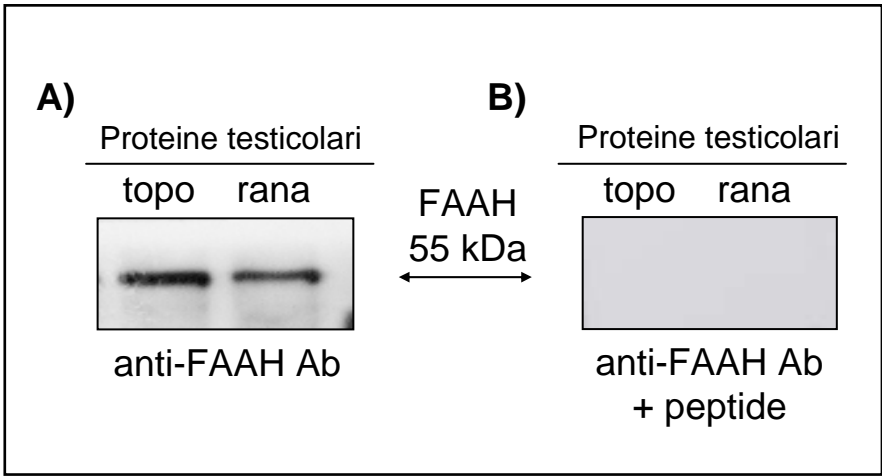 A)
Proteine testicolari
topo rana
anti-FAAH Ab
FAAH
55 kDa
B)
Proteine testicolari
topo rana
anti-FAAH Ab
+ peptide